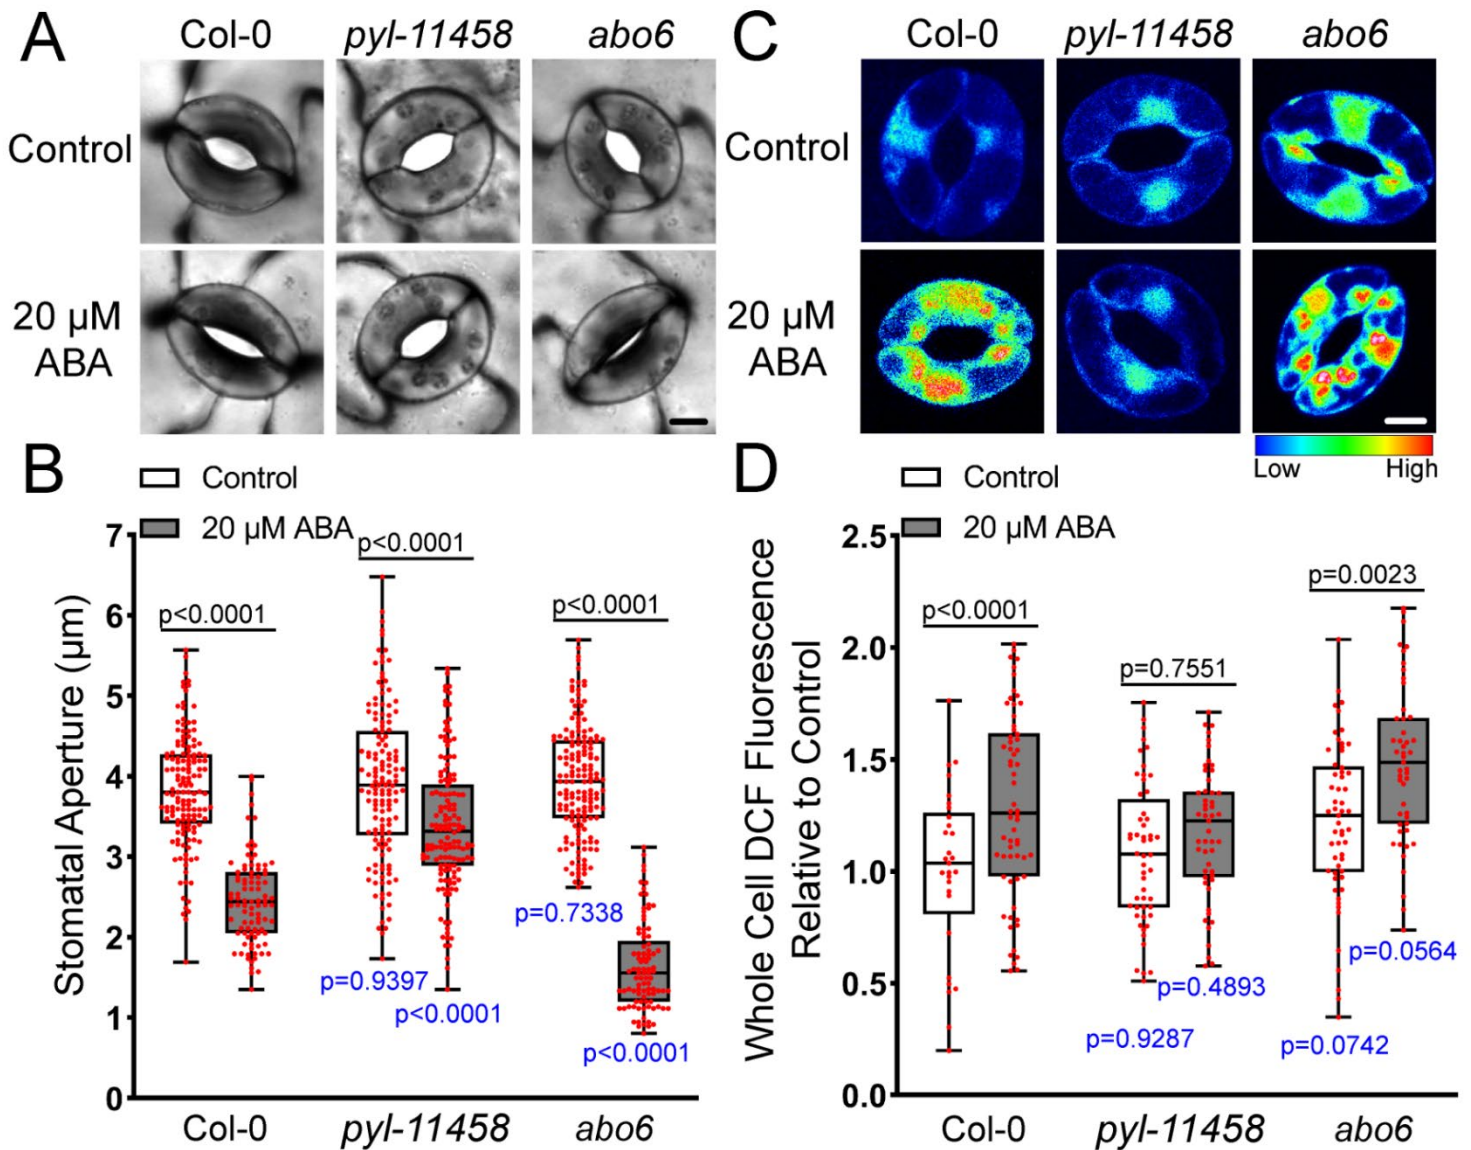 A
Col-0
pyl-11458
abo6
Control
20 µM
ABA
C
Col-0
pyl-11458
abo6
Control
20 µM
ABA
Low
High
B
Control
20 µM ABA
Stomatal Aperture (µm)
7
6
5
4
3
2
1
0
p<0.0001
p<0.0001
p<0.0001
p=0.9397
p<0.0001
p=0.7338
p<0.0001
Col-0
pyl-11458
abo6
D
Control
20 µM ABA
Whole Cell DCF Fluorescence
Relative to Control
2.5
2.0
1.5
1.0
0.5
0.0
p<0.0001
p=0.7551
p=0.0023
p=0.9287
p=0.4893
p=0.0742
p=0.0564
Col-0
pyl-11458
abo6